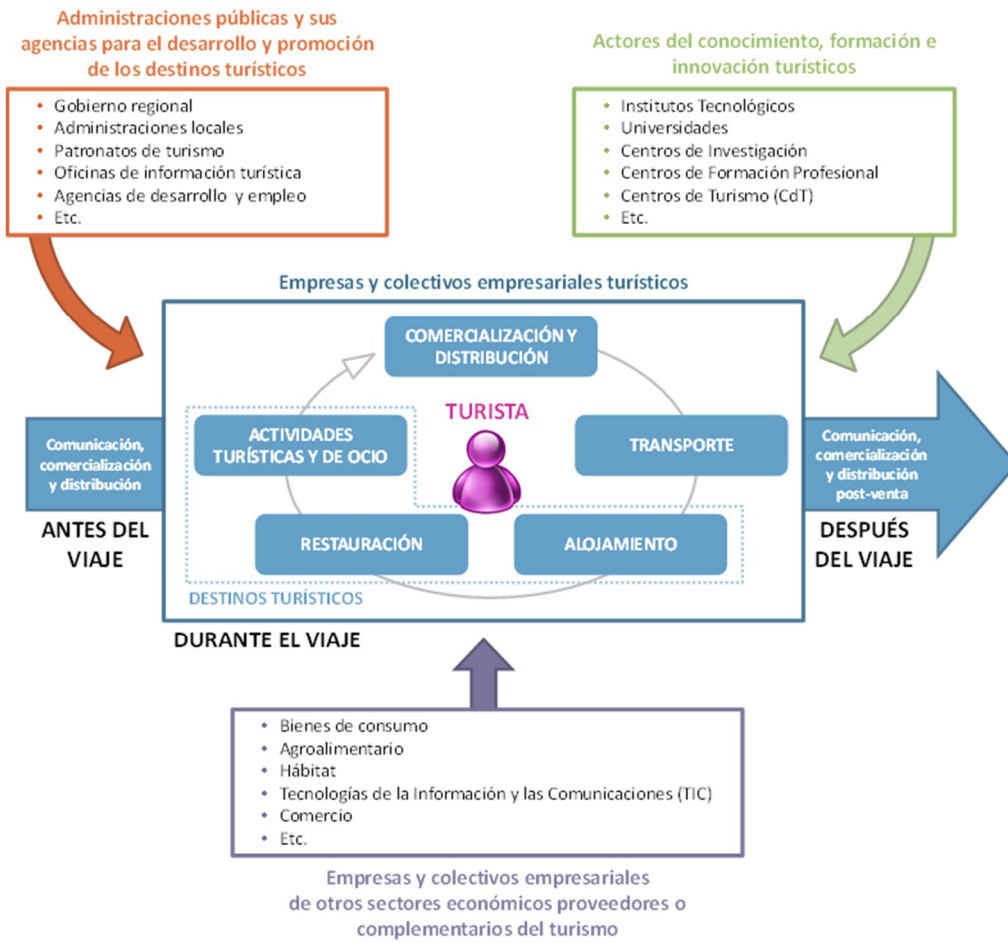 Administraciones públicas y sus
agencias para el desarrollo y promoción
de los destinos turísticos
• Gobierno regional
• Administraciones locales
• Patronatos de turismo
• Oficinas de información turística
• Agencias de desarrollo y empleo
• Etc.
Actores del conocimiento, formación e
innovación turísticos
• Institutos Tecnológicos
• Universidades
• Centros de Investigación
• Centros de Formación Profesional
• Centros de Turismo (CdT)
• Etc.
Empresas y colectivos empresariales turísticos
COMERCIALIZACIÓN Y
DISTRIBUCIÓN
TURISTA
ACTIVIDADES
TURÍSTICAS Y DE OCIO
TRANSPORTE
RESTAURACIÓN
ALOJAMIENTO
DESTINOS TURÍSTICOS
Comunicación,
comercialización
y distribución
ANTES DEL
VIAJE
Comunicación,
comercialización
y distribución
post-venta
DESPUÉS
DEL VIAJE
DURANTE EL VIAJE
• Bienes de consumo
• Agroalimentario
• Hábitat
• Tecnologías de la Información y las Comunicaciones (TIC)
• Comercio
• Etc.
Empresas y colectivos empresariales
de otros sectores económicos proveedores o
complementarios del turismo